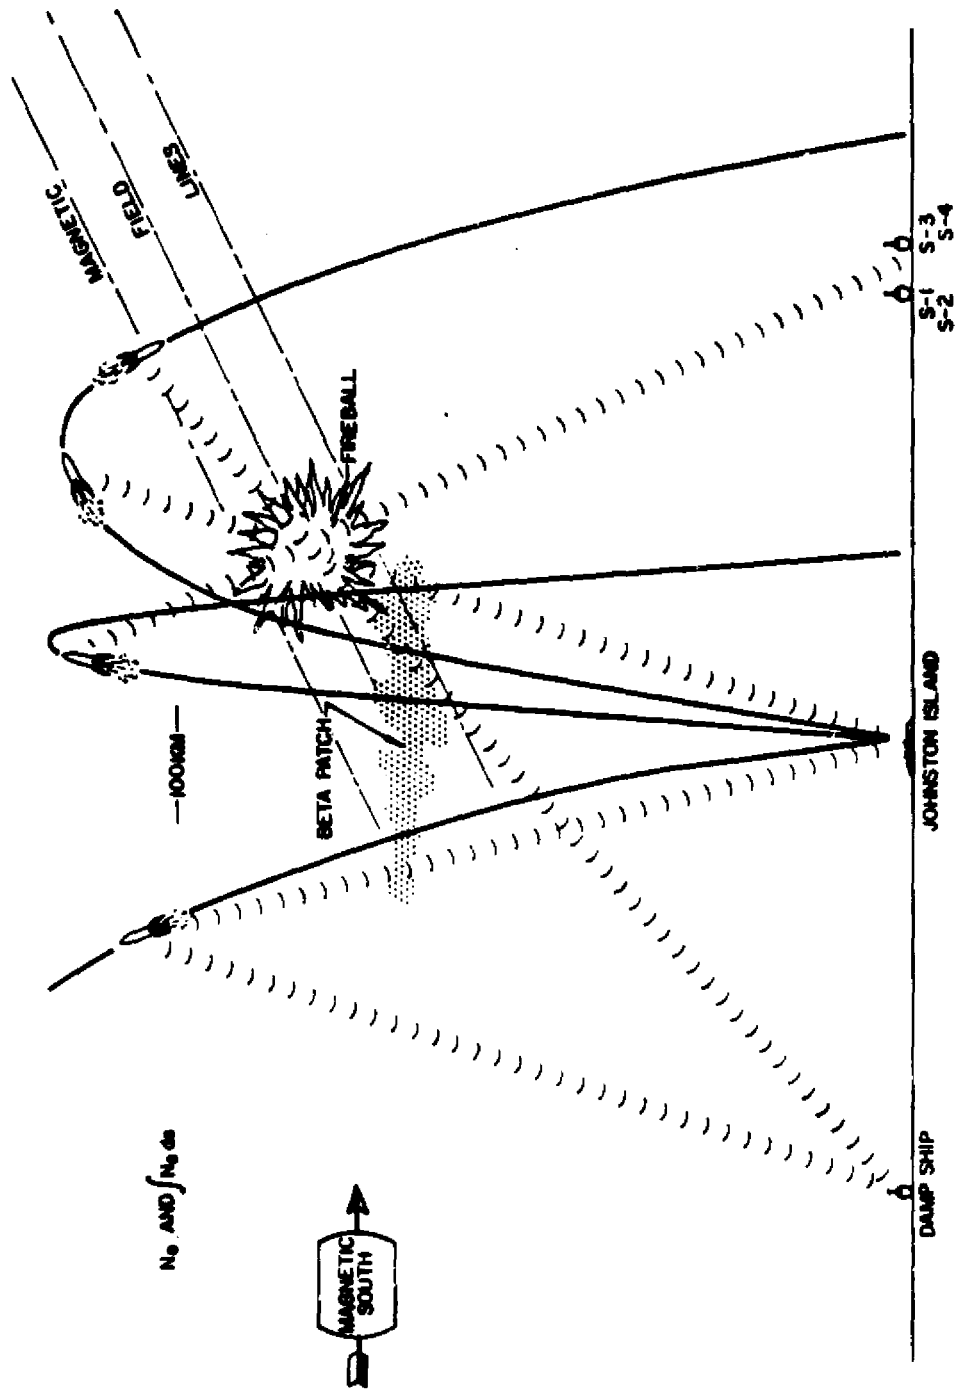 Nₑ AND ∫Nₑ ds
MAGNETIC
SOUTH
—100KM—
BETA PATCH
FIREBALL
MAGNETIC
FIELD
LINES
DAMP SHIP
JOHNSTON ISLAND
S-1
S-2
S-3
S-4